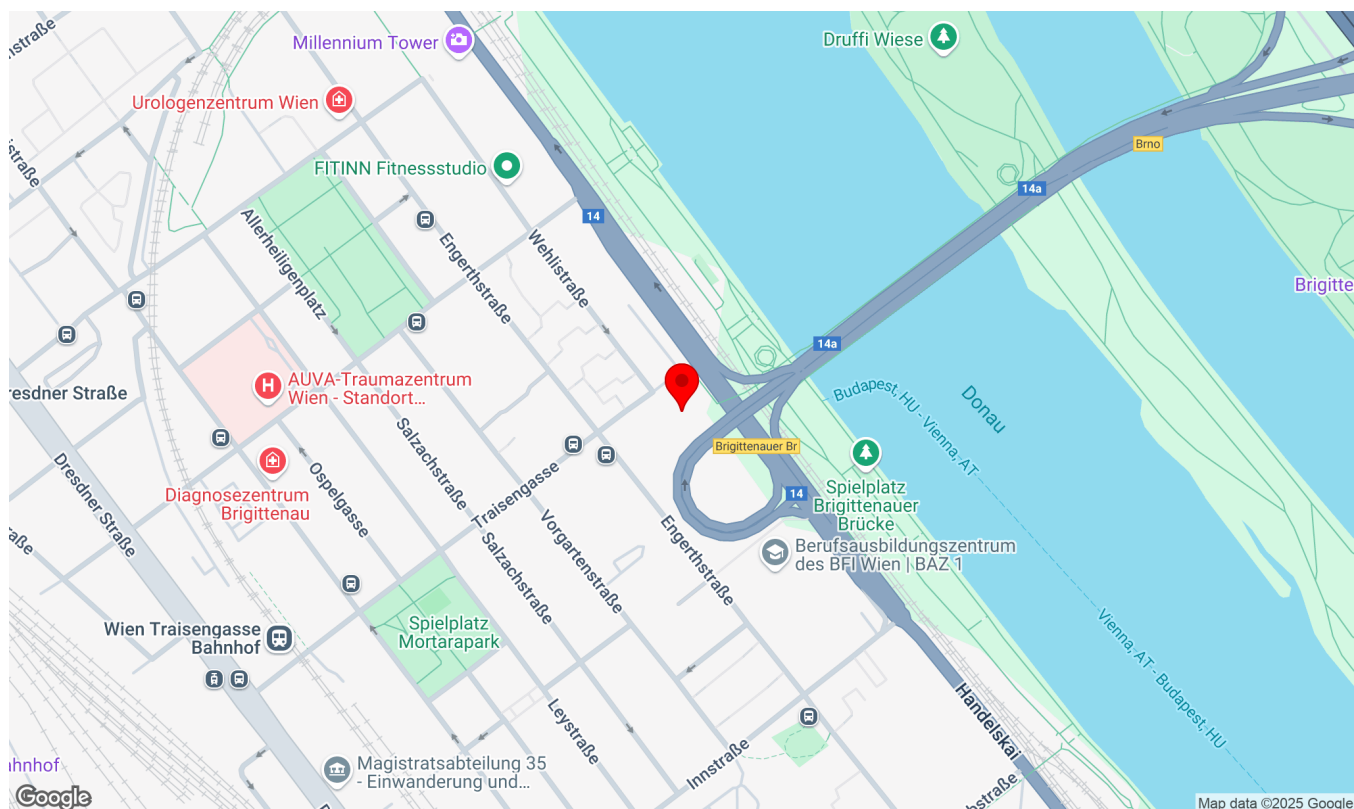 nstraße
Millennium Tower
Druffi Wiese
Urologenzentrum Wien
Brno
FITINN Fitnessstudio
14a
14
Allerheiligenplatz
Engerthstraße
Wehlistraße
Brigitte
14a
Dresdner Straße
AUVA-Traumazentrum
Wien - Standort...
H
Budapest, HU - Vienna, AT
Donau
Brigittenauer Br
Salzachstraße
Traisengasse
Dresdner Straße
Ospelgasse
Diagnosezentrum
Brigittenau
14
Spielplatz
Brigittenauer
Brücke
Vorgartenstraße
Engerthstraße
Salzachstraße
Berufsausbildungszentrum
des BFI Wien | BAZ 1
Wien Traisengasse
Bahnhof
Spielplatz
Mortarapark
Vienna, AT - Budapest, HU
Leystraße
Handelskai
Innstraße
Magistratsabteilung 35
- Einwanderung und...
Google
Map data ©2025 Google